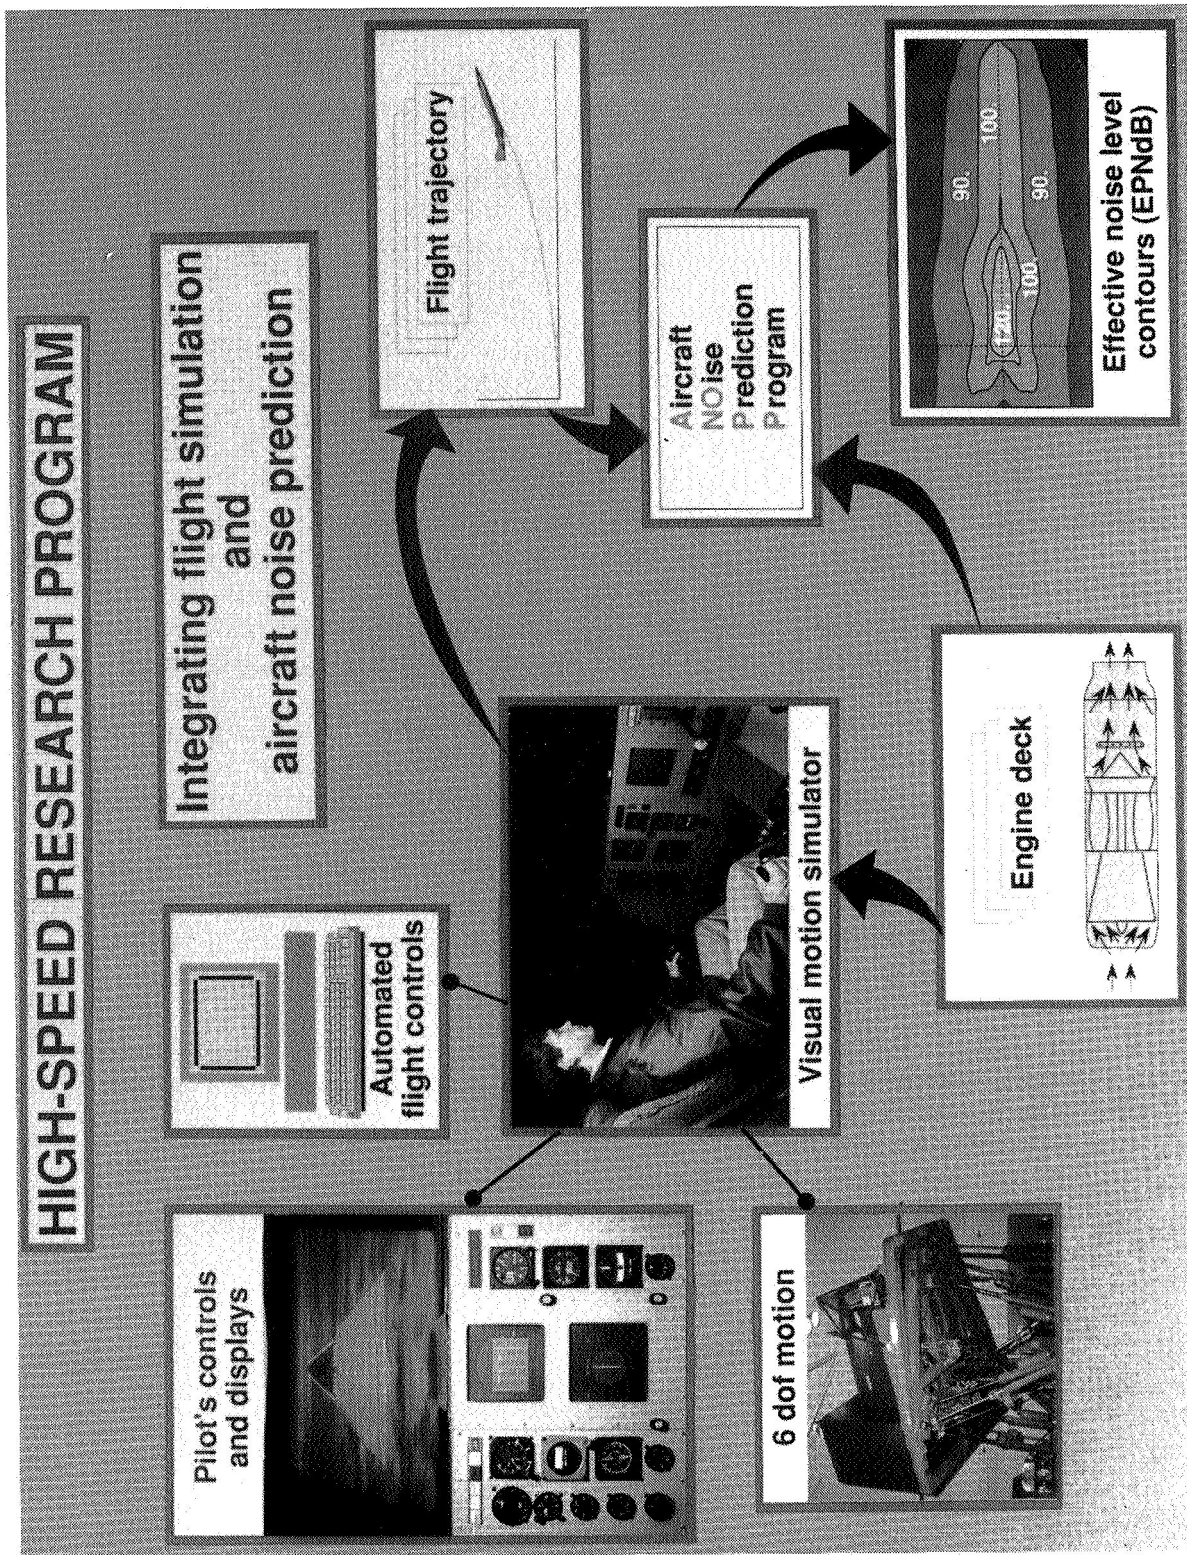 HIGH-SPEED RESEARCH PROGRAM
Integrating flight simulation
and
aircraft noise prediction
Pilot's controls
and displays
Automated
flight controls
Flight trajectory
6 dof motion
Visual motion simulator
Aircraft
NOise
Prediction
Program
Engine deck
90.
100.
120.
100.
90.
Effective noise level
contours (EPNdB)